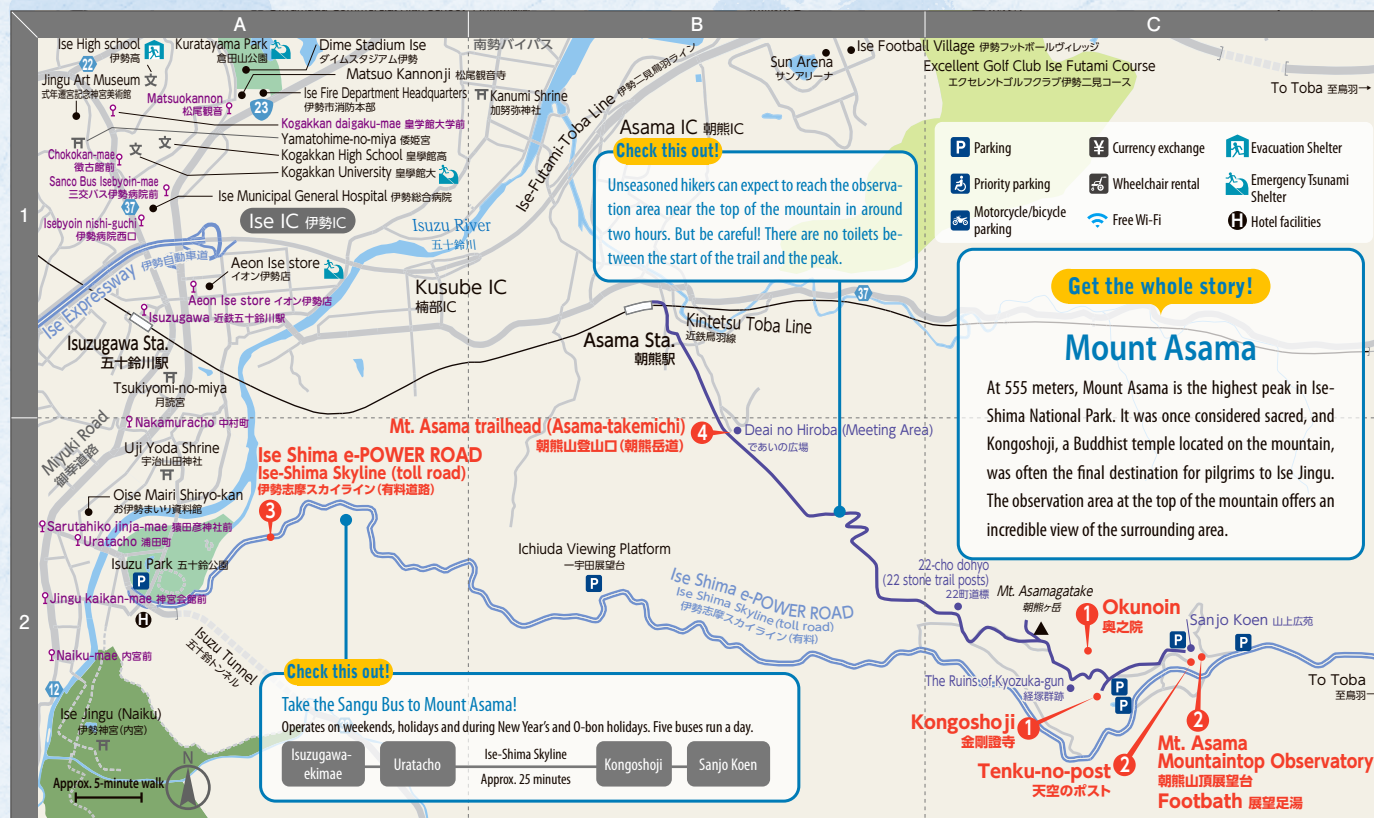 A
B
C
1
2
Ise High school
伊勢高
22
文
Kuratayama Park
倉田山公園
Dime Stadium Ise
ダイムスタジアム伊勢
Matsuo Kannonji 松尾観音寺
Jingu Art Museum
式年遷宮記念神宮美術館
Matsuokannon
松尾観音
23
Ise Fire Department Headquarters
伊勢市消防本部
Kogakkan daigaku-mae 皇学館大学前
Yamatohime-no-miya 倭姫宮
文
文
Kogakkan High School 皇學館高
Kogakkan University 皇學館大
Chokokan-mae
徴古館前
Sanco Bus Isebyoin-mae
三交バス伊勢病院前
37
Ise Municipal General Hospital 伊勢総合病院
Isebyoin nishi-guchi
伊勢病院西口
Ise IC 伊勢IC
Ise Expressway 伊勢自動車道
Aeon Ise store
イオン伊勢店
Aeon Ise store イオン伊勢店
Isuzugawa 近鉄五十鈴川駅
Isuzugawa Sta.
五十鈴川駅
Tsukiyomi-no-miya
月読宮
Isuzu River
五十鈴川
Kusube IC
楠部IC
南勢バイパス
Kanumi Shrine
加努弥神社
Ise-Futami-Toba Line 伊勢二見鳥羽ライン
Asama IC 朝熊IC
Sun Arena
サンアリーナ
Ise Football Village 伊勢フットボールヴィレッジ
Excellent Golf Club Ise Futami Course
エクセレントゴルフクラブ伊勢二見コース
To Toba 至鳥羽→
Check this out!
Unseasoned hikers can expect to reach the observa-
tion area near the top of the mountain in around
two hours. But be careful! There are no toilets be-
tween the start of the trail and the peak.
P Parking
¥ Currency exchange
Evacuation Shelter
Priority parking
Wheelchair rental
Emergency Tsunami
Shelter
Motorcycle/bicycle
parking
Free Wi-Fi
H Hotel facilities
Get the whole story!
Mount Asama
At 555 meters, Mount Asama is the highest peak in Ise-
Shima National Park. It was once considered sacred, and
Kongoshoji, a Buddhist temple located on the mountain,
was often the final destination for pilgrims to Ise Jingu.
The observation area at the top of the mountain offers an
incredible view of the surrounding area.
37
Kintetsu Toba Line
近鉄鳥羽線
Asama Sta.
朝熊駅
Nakamuracho 中村町
Miyuki Road
御幸道路
Uji Yoda Shrine
宇治山田神社
Mt. Asama trailhead (Asama-takemichi) 4
朝熊山登山口(朝熊岳道)
Deai no Hiroba (Meeting Area)
であいの広場
Ise Shima e-POWER ROAD
Ise-Shima Skyline (toll road)
伊勢志摩スカイライン(有料道路)
3
Oise Mairi Shiryo-kan
お伊勢まいり資料館
Sarutahiko jinja-mae 猿田彦神社前
Uratacho 浦田町
Isuzu Park 五十鈴公園
P
Jingu kaikan-mae 神宮会館前
H
Naiku-mae 内宮前
12
Isuzu Tunnel
五十鈴トンネル
Ise Jingu (Naiku)
伊勢神宮(内宮)
Approx. 5-minute walk
N
Ichiuda Viewing Platform
一宇田展望台
P
Ise Shima e-POWER ROAD
Ise Shima Skyline (toll road)
伊勢志摩スカイライン(有料)
22-cho dohyo
(22 stone trail posts)
22町道標
Mt. Asamagatake
朝熊ヶ岳
1 Okunoin
奥之院
P
Sanjo Koen 山上広苑
P
The Ruins of Kyozuka-gun
経塚群跡
P
P
To Toba
至鳥羽→
Kongoshoji 1
金剛證寺
Tenku-no-post 2
天空のポスト
2
Mt. Asama
Mountaintop Observatory
朝熊山頂展望台
Footbath 展望足湯
Check this out!
Take the Sangu Bus to Mount Asama!
Operates on weekends, holidays and during New Year's and O-bon holidays. Five buses run a day.
Isuzugawa-
ekimae
Uratacho
Ise-Shima Skyline
Approx. 25 minutes
Kongoshoji
Sanjo Koen